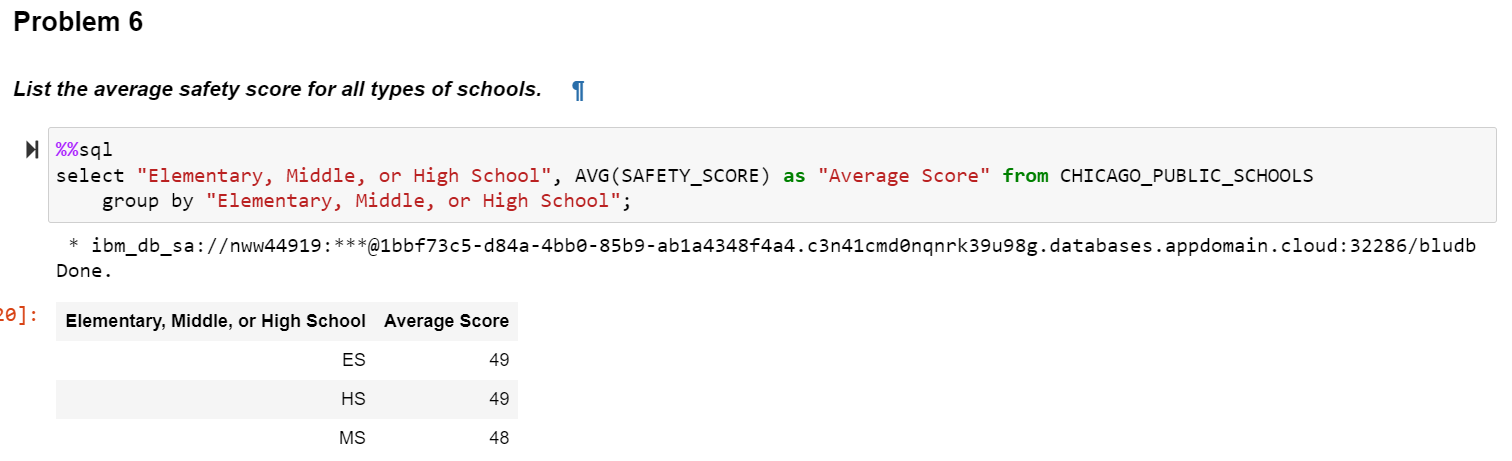 Problem 6
List the average safety score for all types of schools. ¶
%%sql
select "Elementary, Middle, or High School", AVG(SAFETY_SCORE) as "Average Score" from CHICAGO_PUBLIC_SCHOOLS
    group by "Elementary, Middle, or High School";
* ibm_db_sa://nww44919:***@1bbf73c5-d84a-4bb0-85b9-ab1a4348f4a4.c3n41cmd0nqnrk39u98g.databases.appdomain.cloud:32286/bludb
Done.
20]:
Elementary, Middle, or High School Average Score
ES 49
HS 49
MS 48